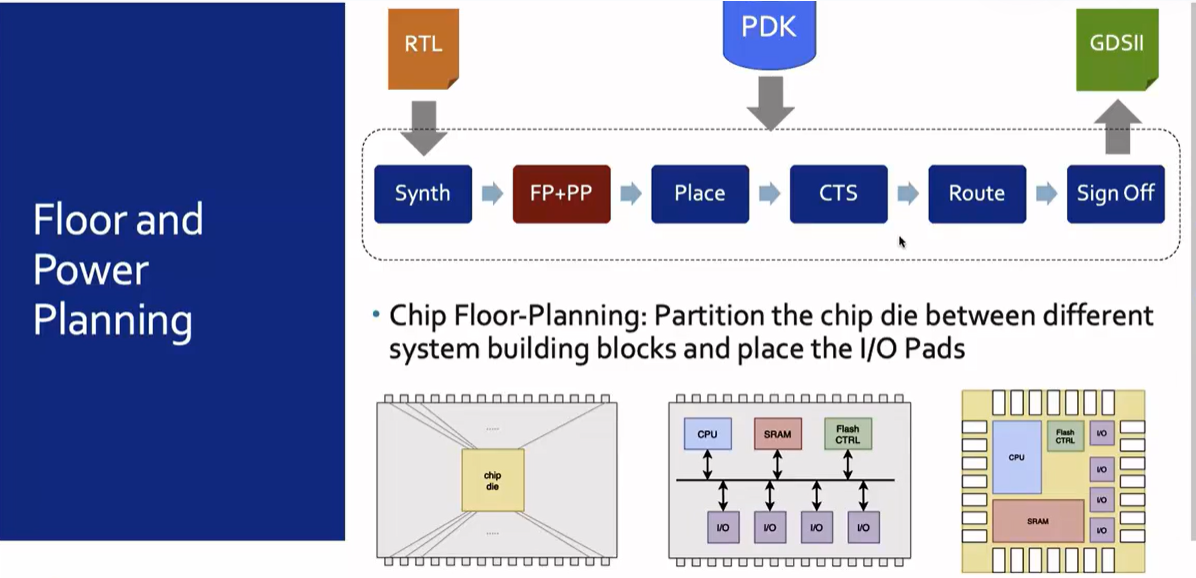 RTL
PDK
GDSII
Synth
FP+PP
Place
CTS
Route
Sign Off
Floor and
Power
Planning
• Chip Floor-Planning: Partition the chip die between different
system building blocks and place the I/O Pads
.....
chip
die
.....
CPU
SRAM
Flash
CTRL
I/O
I/O
I/O
I/O
CPU
Flash
CTRL
I/O
I/O
I/O
SRAM
I/O